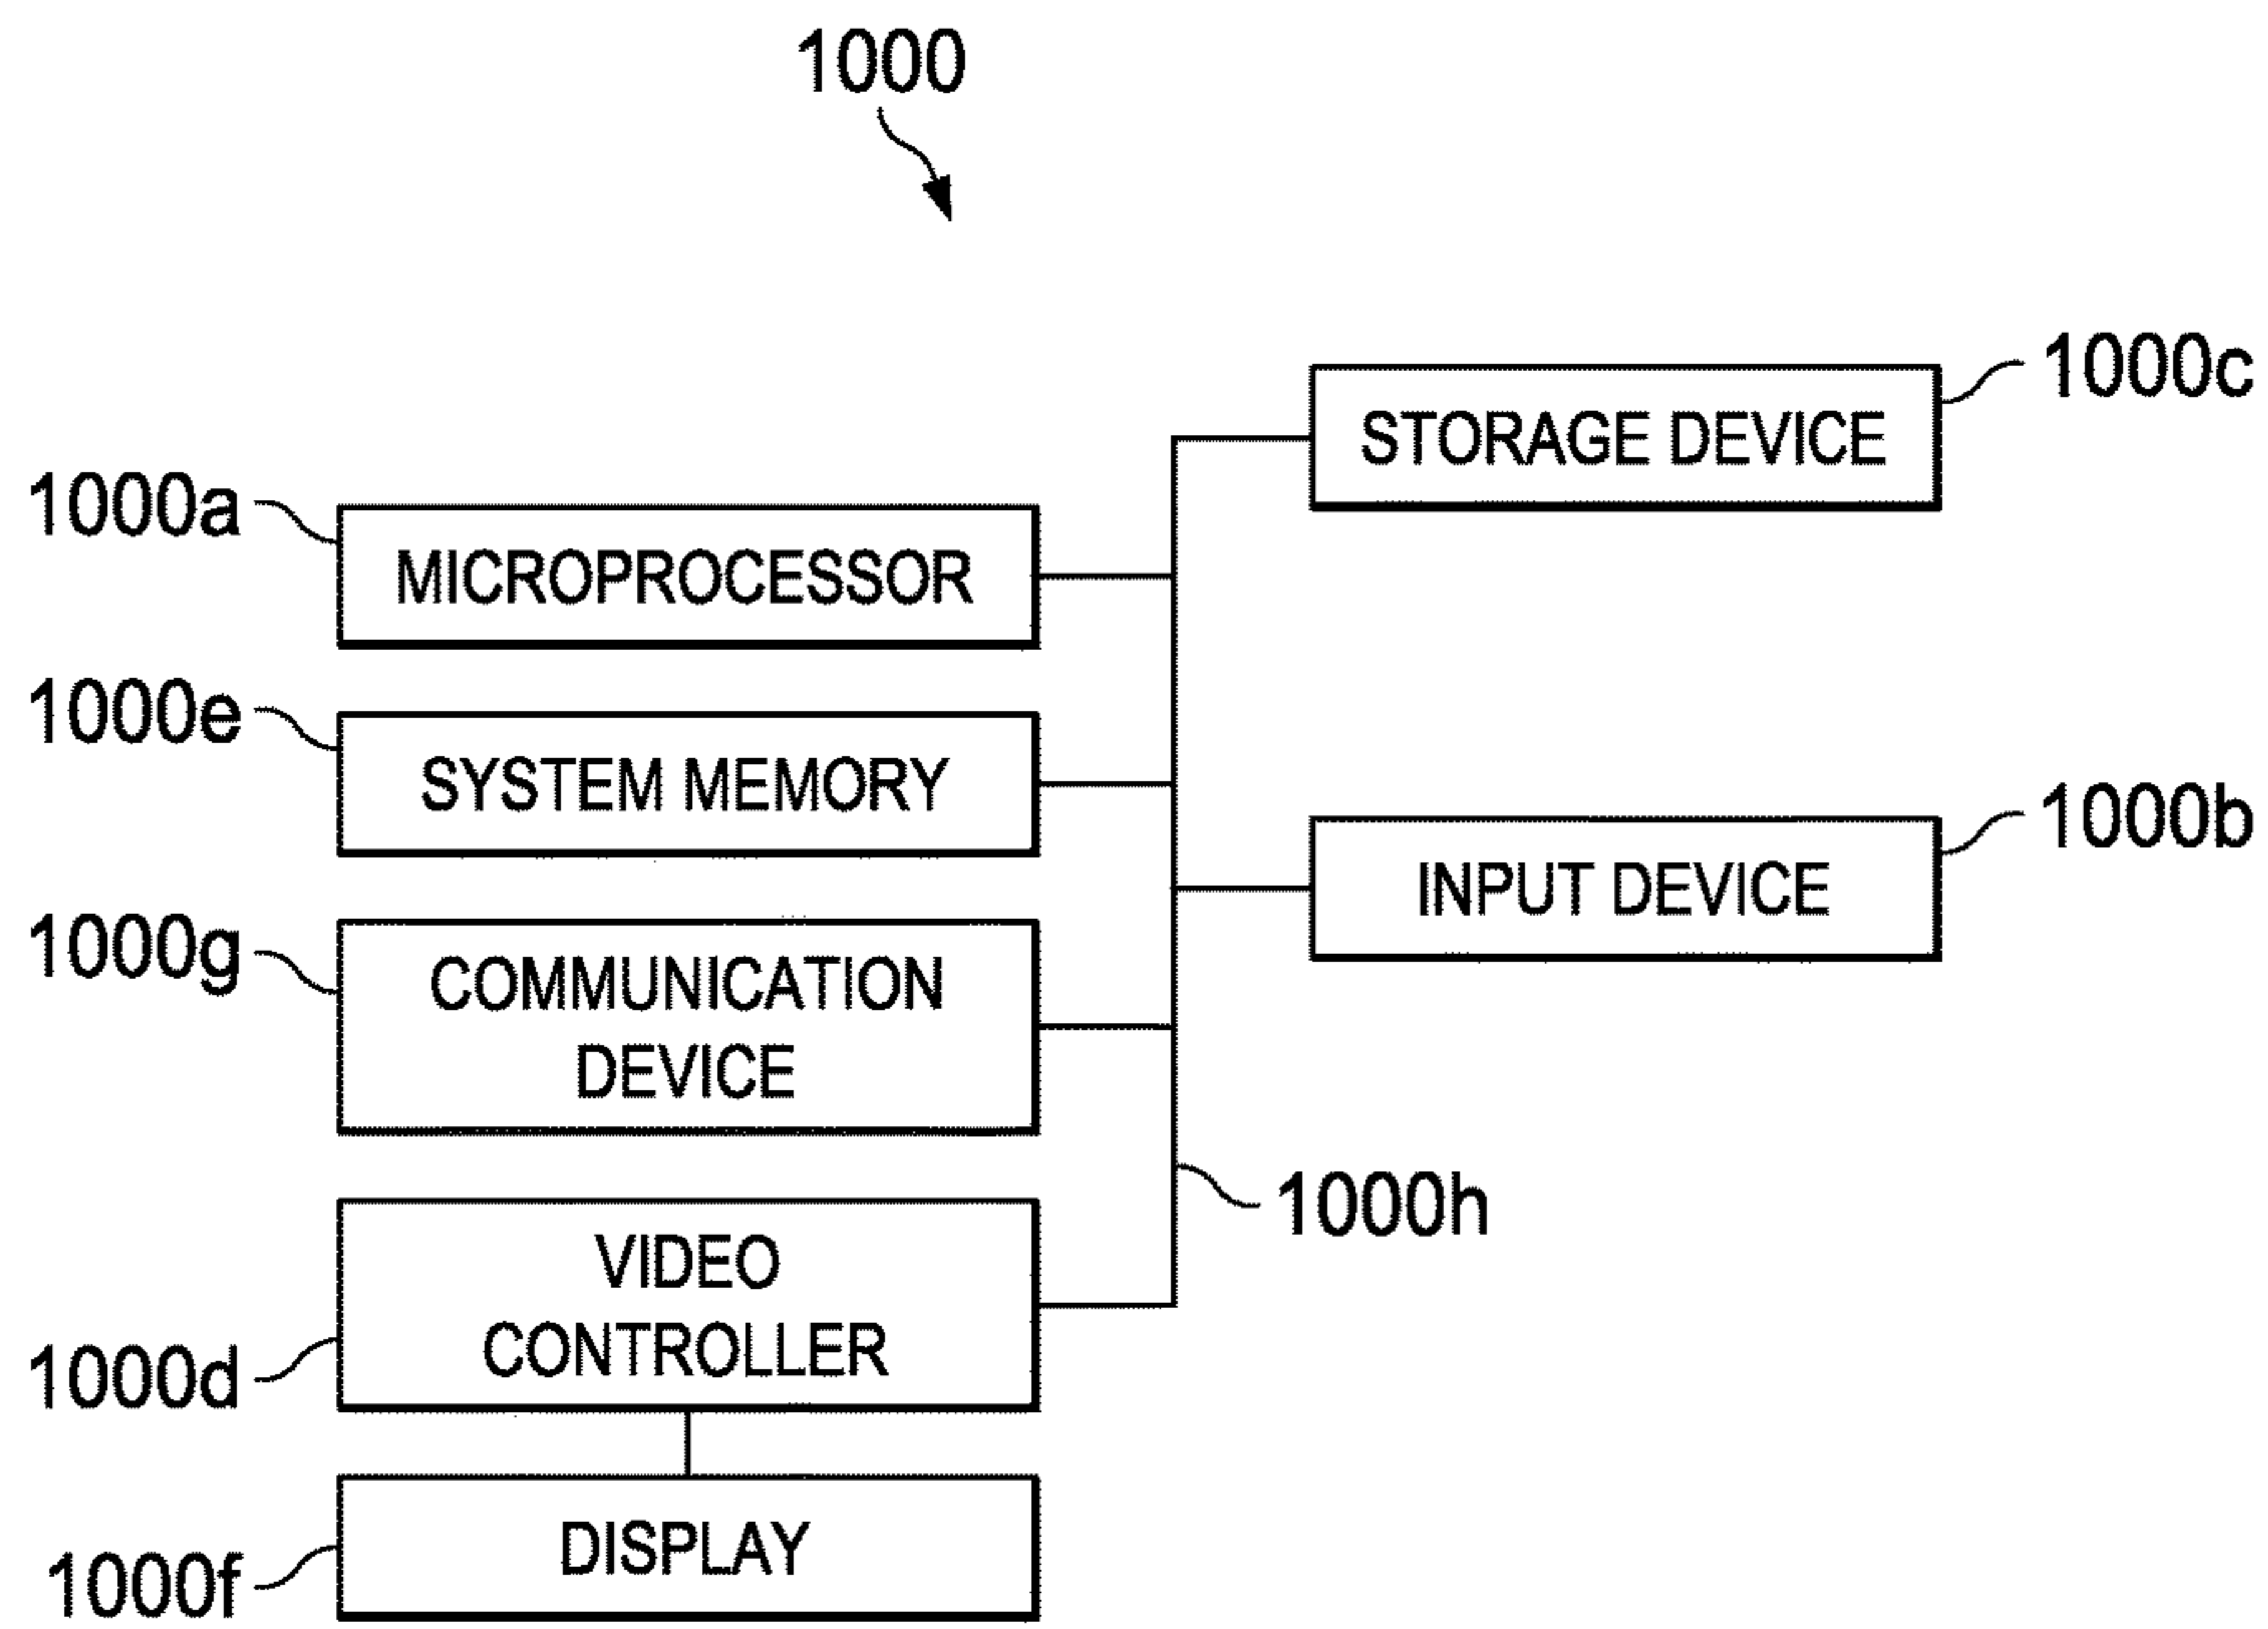 1000
1000c
STORAGE DEVICE
1000a
MICROPROCESSOR
1000e
SYSTEM MEMORY
1000b
INPUT DEVICE
1000g
COMMUNICATION
DEVICE
1000h
VIDEO
CONTROLLER
1000d
DISPLAY
1000f